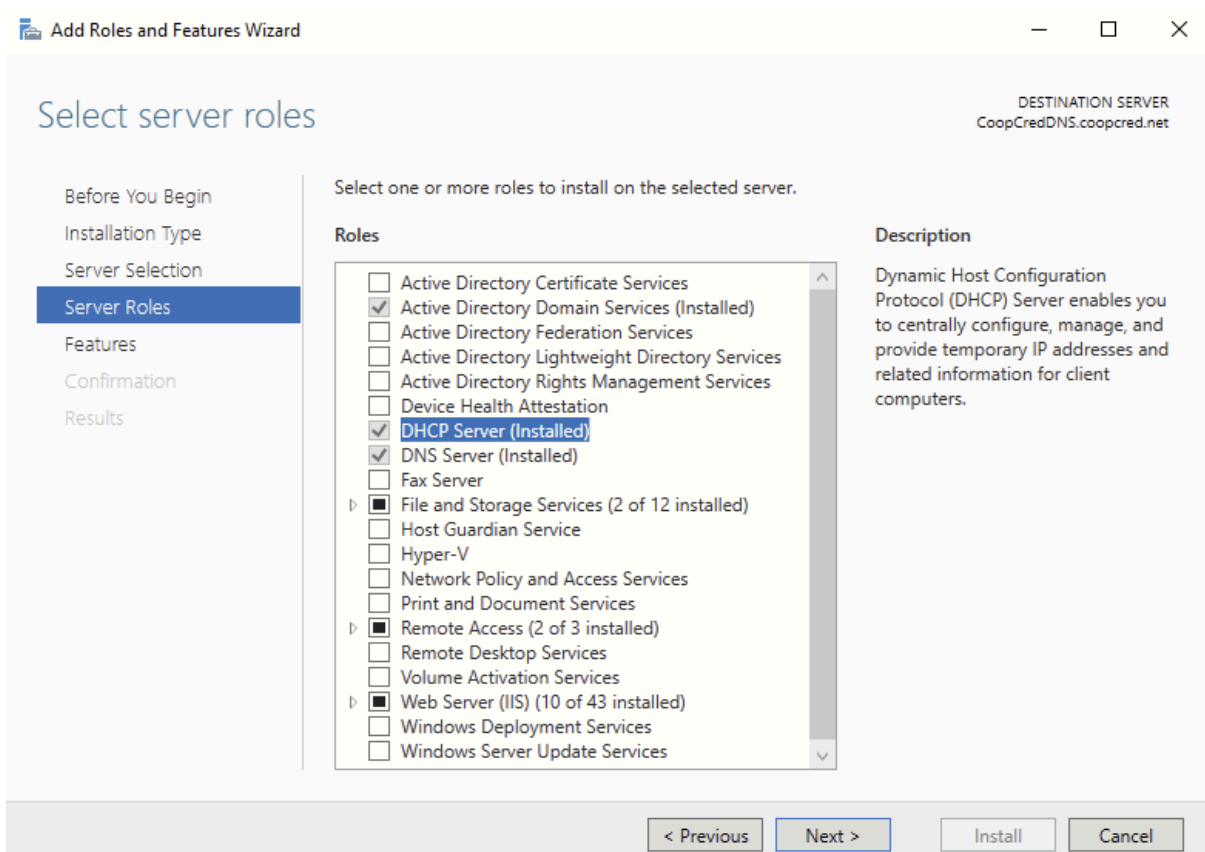 Add Roles and Features Wizard
Select server roles
DESTINATION SERVER
CoopCredDNS.coopcred.net
Before You Begin
Installation Type
Server Selection
Server Roles
Features
Confirmation
Results
Select one or more roles to install on the selected server.
Roles
Active Directory Certificate Services
Active Directory Domain Services (Installed)
Active Directory Federation Services
Active Directory Lightweight Directory Services
Active Directory Rights Management Services
Device Health Attestation
DHCP Server (Installed)
DNS Server (Installed)
Fax Server
File and Storage Services (2 of 12 installed)
Host Guardian Service
Hyper-V
Network Policy and Access Services
Print and Document Services
Remote Access (2 of 3 installed)
Remote Desktop Services
Volume Activation Services
Web Server (IIS) (10 of 43 installed)
Windows Deployment Services
Windows Server Update Services
Description
Dynamic Host Configuration
Protocol (DHCP) Server enables you
to centrally configure, manage, and
provide temporary IP addresses and
related information for client
computers.
< Previous
Next >
Install
Cancel